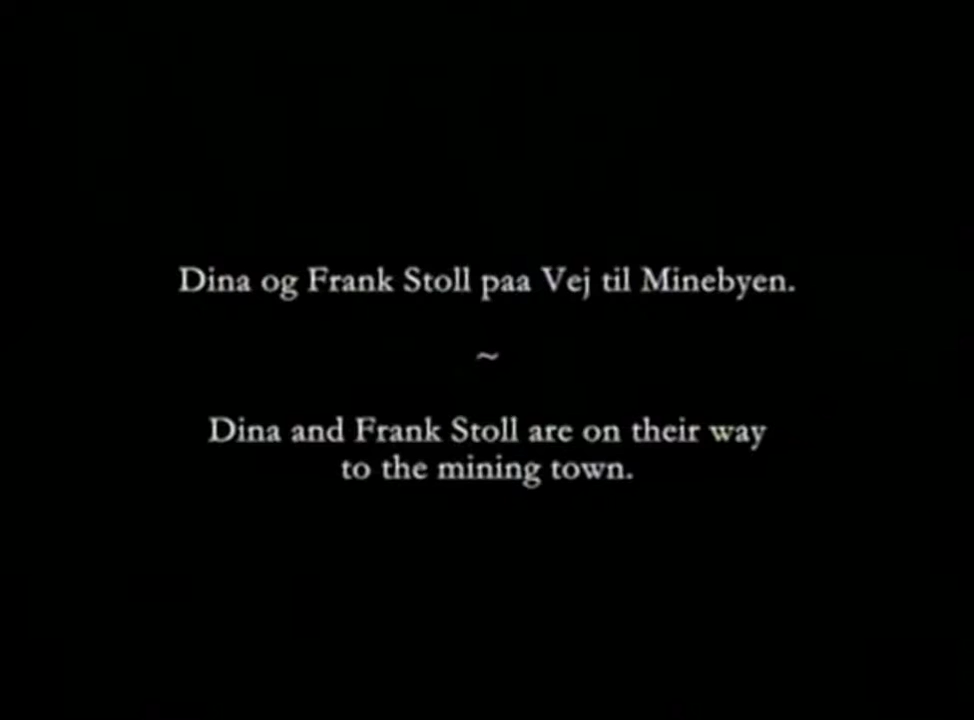 Dina og Frank Stoll paa Vej til Minebyen.
~
Dina and Frank Stoll are on their way
to the mining town.